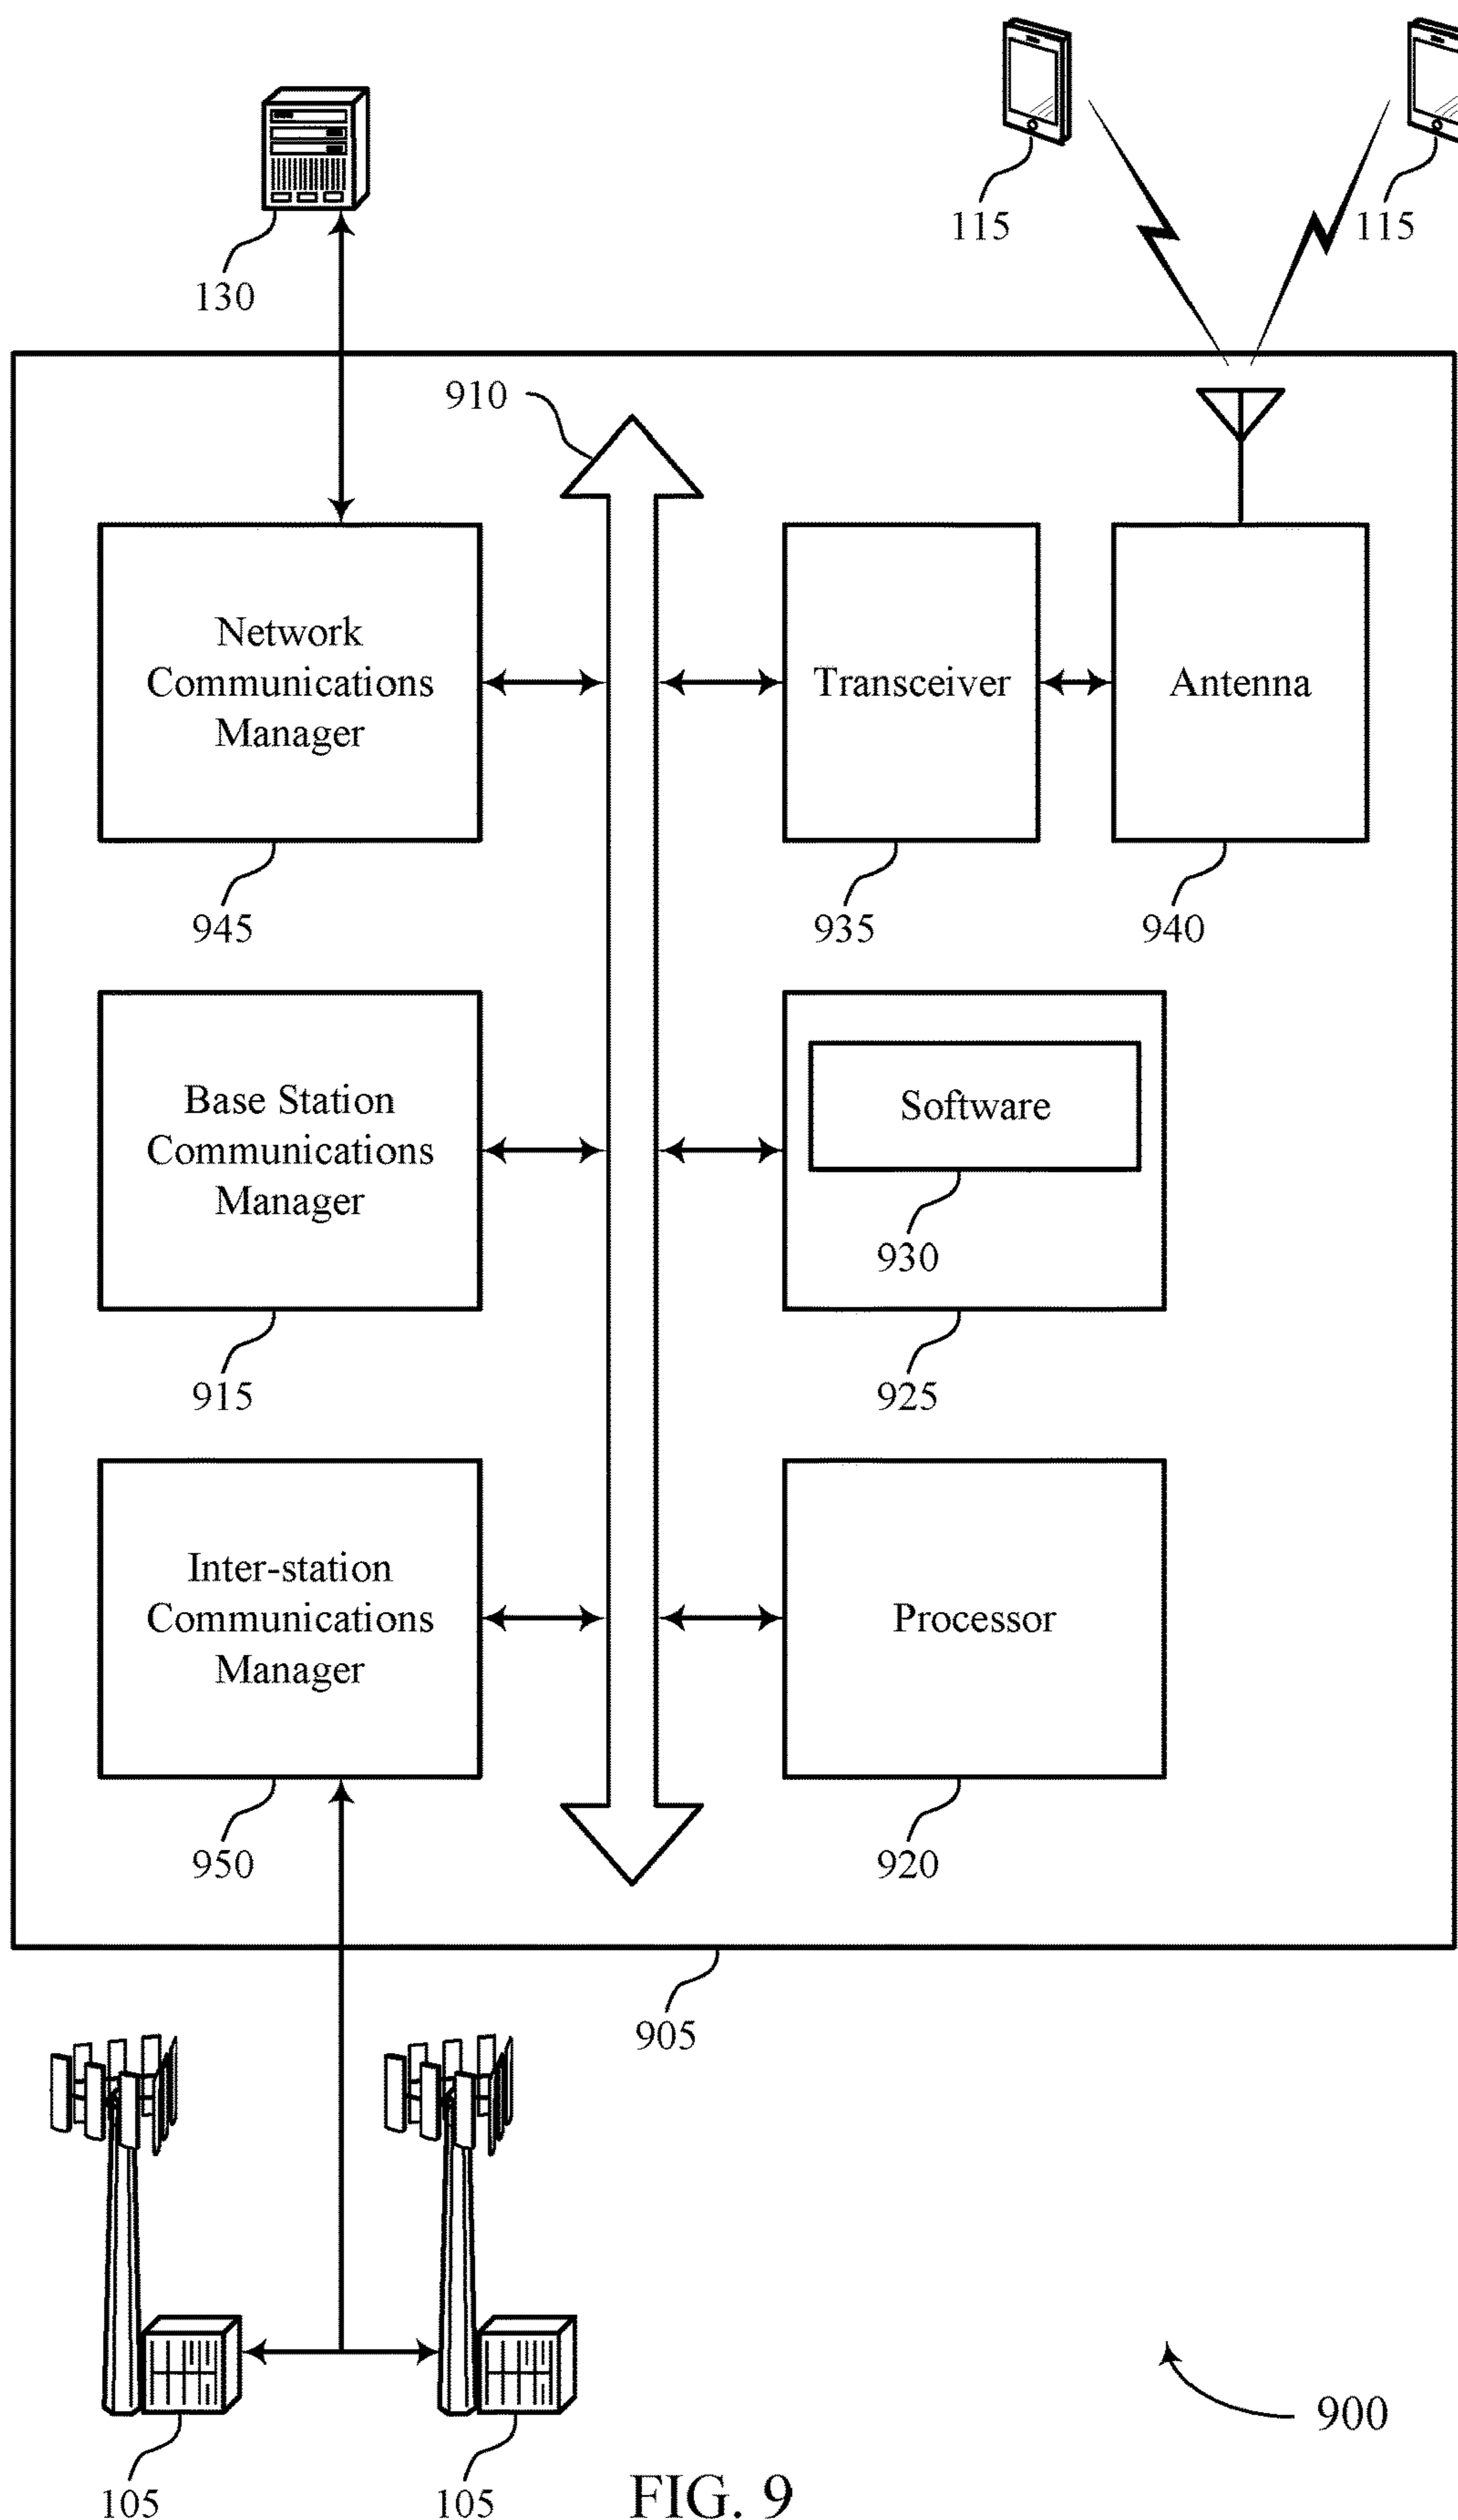 115
115
130
910
Network
Communications
Manager
Transceiver
Antenna
945
935
940
Base Station
Communications
Manager
Software
930
915
925
Inter-station
Communications
Manager
Processor
950
920
905
900
105
105
FIG. 9